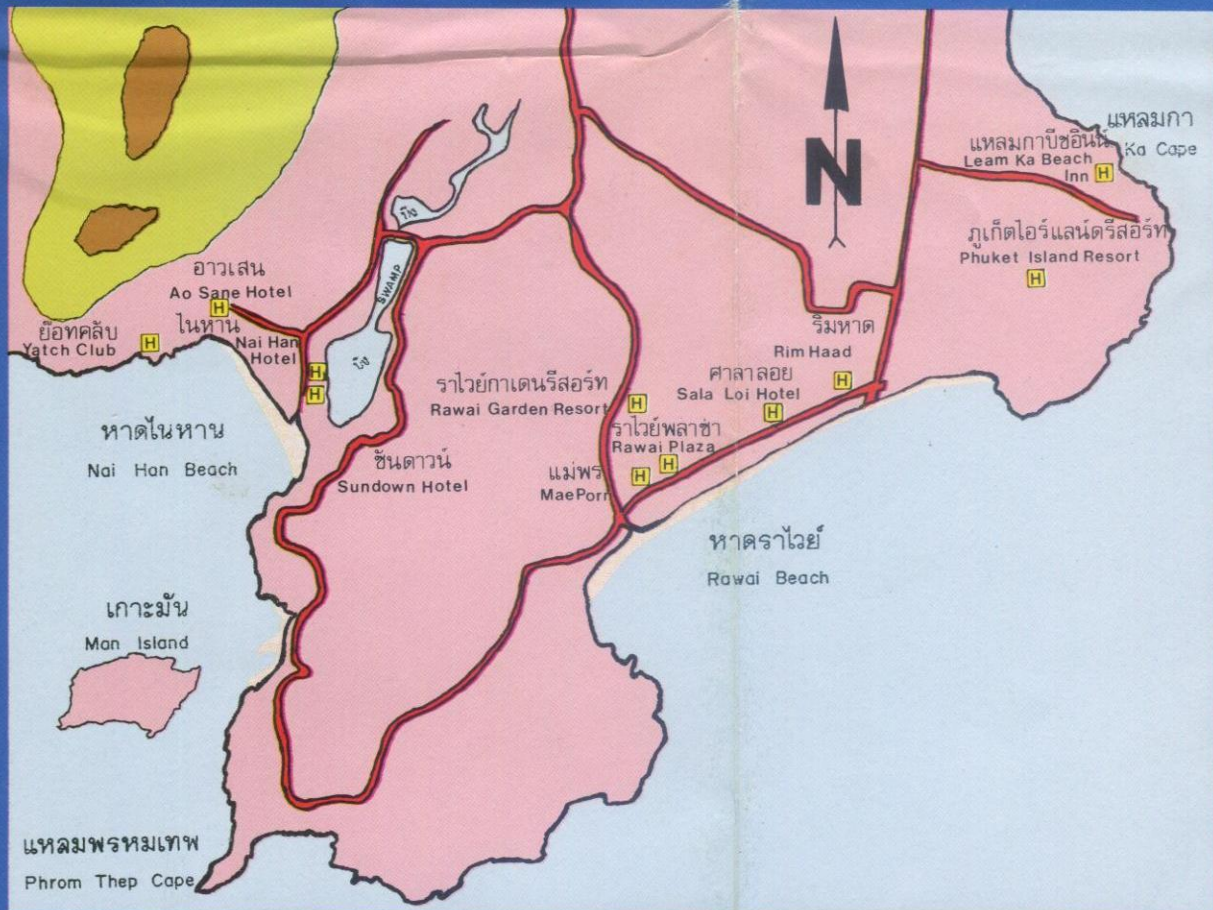 N
แหลมกา
Ka Cape
แหลมกาบีชอินน์
Leam Ka Beach
Inn
H
ภูเก็ตไอร์แลน์ดรีสอร์ท
Phuket Island Resort
H
บึง
SWAMP
บึง
อาวเสน
Ao Sane Hotel
H
ย๊อทคลับ
Yatch Club
H
ไนหาน
Nai Han
Hotel
H
H
ริมหาด
Rim Haad
H
ศาลาลอย
Sala Loi Hotel
H
ราไวย์กาเดนรีสอร์ท
Rawai Garden Resort
H
ราไวย์พลาซ่า
Rawai Plaza
H
แม่พร
MaePorn
H
หาดไนหาน
Nai Han Beach
ซันดาวน์
Sundown Hotel
หาดราไวย์
Rawai Beach
เกาะมัน
Man Island
แหลมพรหมเทพ
Phrom Thep Cape